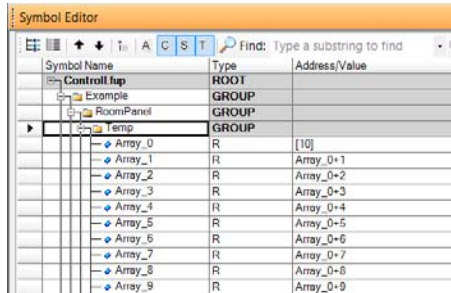 Symbol Editor
A C S T Find: Type a substring to find
Symbol Name Type Address/Value
Control1.fup ROOT
Example GROUP
RoomPanel GROUP
Temp GROUP
Array_0 R [10]
Array_1 R Array_0+1
Array_2 R Array_0+2
Array_3 R Array_0+3
Array_4 R Array_0+4
Array_5 R Array_0+5
Array_6 R Array_0+6
Array_7 R Array_0+7
Array_8 R Array_0+8
Array_9 R Array_0+9